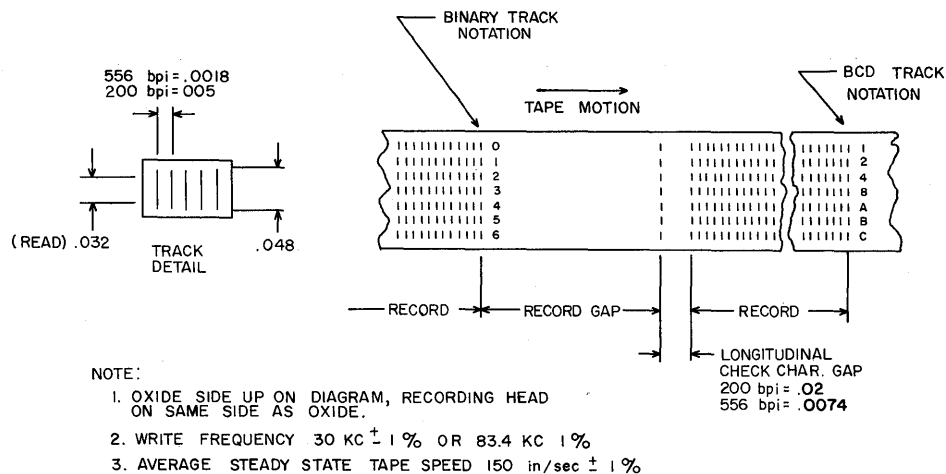 BINARY TRACK
NOTATION
556 bpi = .0018
200 bpi = 005
BCD TRACK
NOTATION
TAPE MOTION
0
1
2
3
4
5
6
1
2
4
8
A
B
C
(READ) .032
.048
TRACK
DETAIL
RECORD
RECORD GAP
RECORD
LONGITUDINAL
CHECK CHAR. GAP
200 bpi = .02
556 bpi = .0074
NOTE:
1. OXIDE SIDE UP ON DIAGRAM, RECORDING HEAD
ON SAME SIDE AS OXIDE.
2. WRITE FREQUENCY 30 KC ± 1 % OR 83.4 KC 1 %
3. AVERAGE STEADY STATE TAPE SPEED 150 in/sec ± 1 %